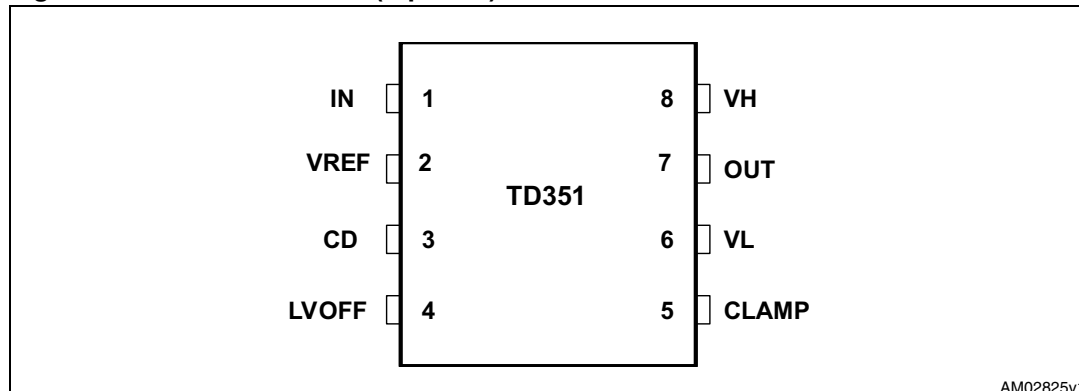 IN 1 8 VH
VREF 2 7 OUT
TD351
CD 3 6 VL
LVOFF 4 5 CLAMP